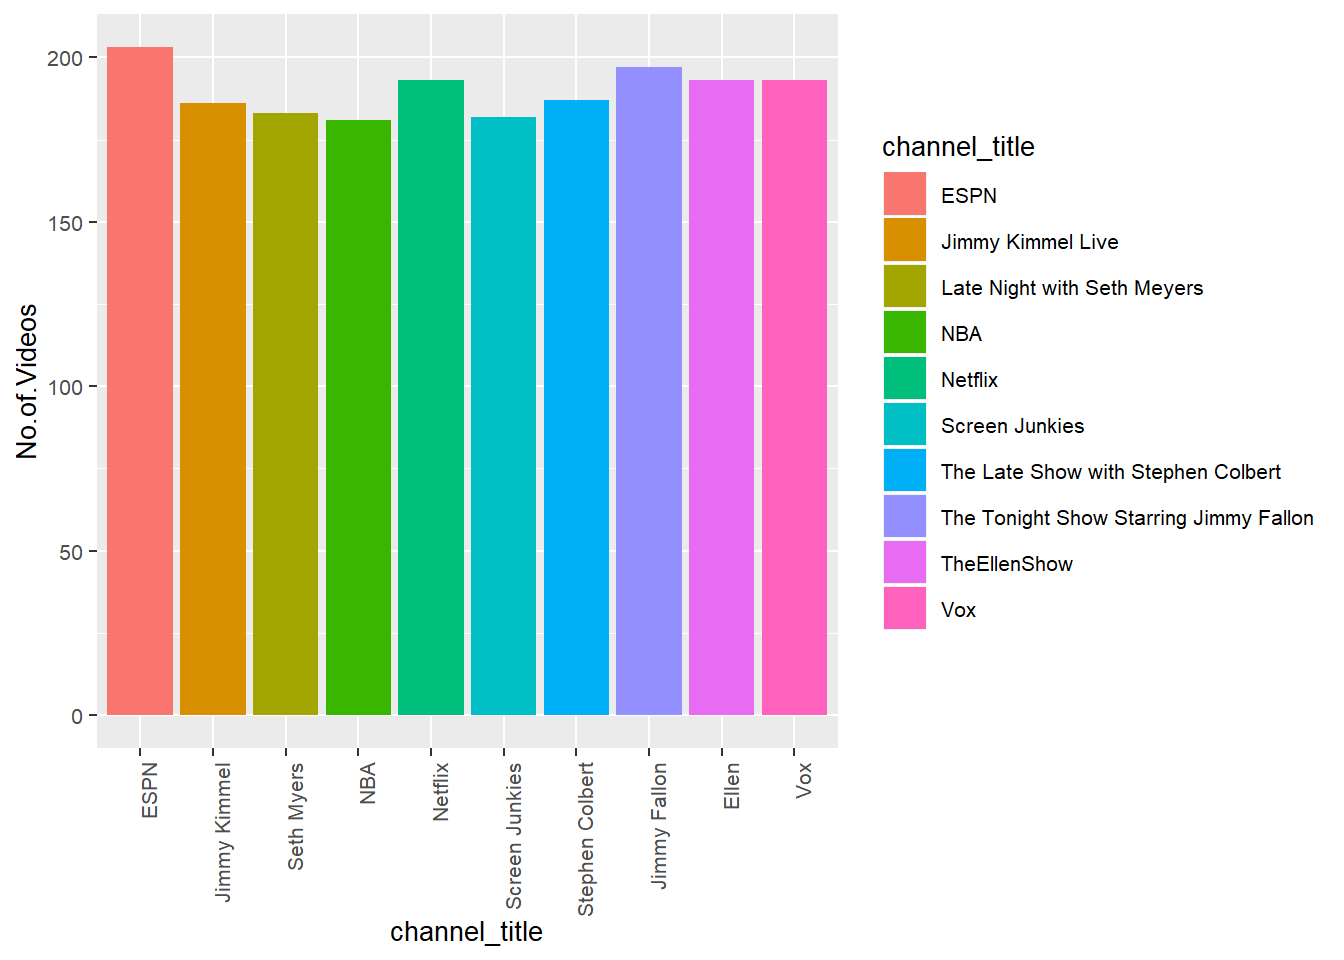 No.of.Videos
200
150
100
50
0
ESPN
Jimmy Kimmel
Seth Myers
NBA
Netflix
Screen Junkies
Stephen Colbert
Jimmy Fallon
Ellen
Vox
channel_title
channel_title
ESPN
Jimmy Kimmel Live
Late Night with Seth Meyers
NBA
Netflix
Screen Junkies
The Late Show with Stephen Colbert
The Tonight Show Starring Jimmy Fallon
TheEllenShow
Vox